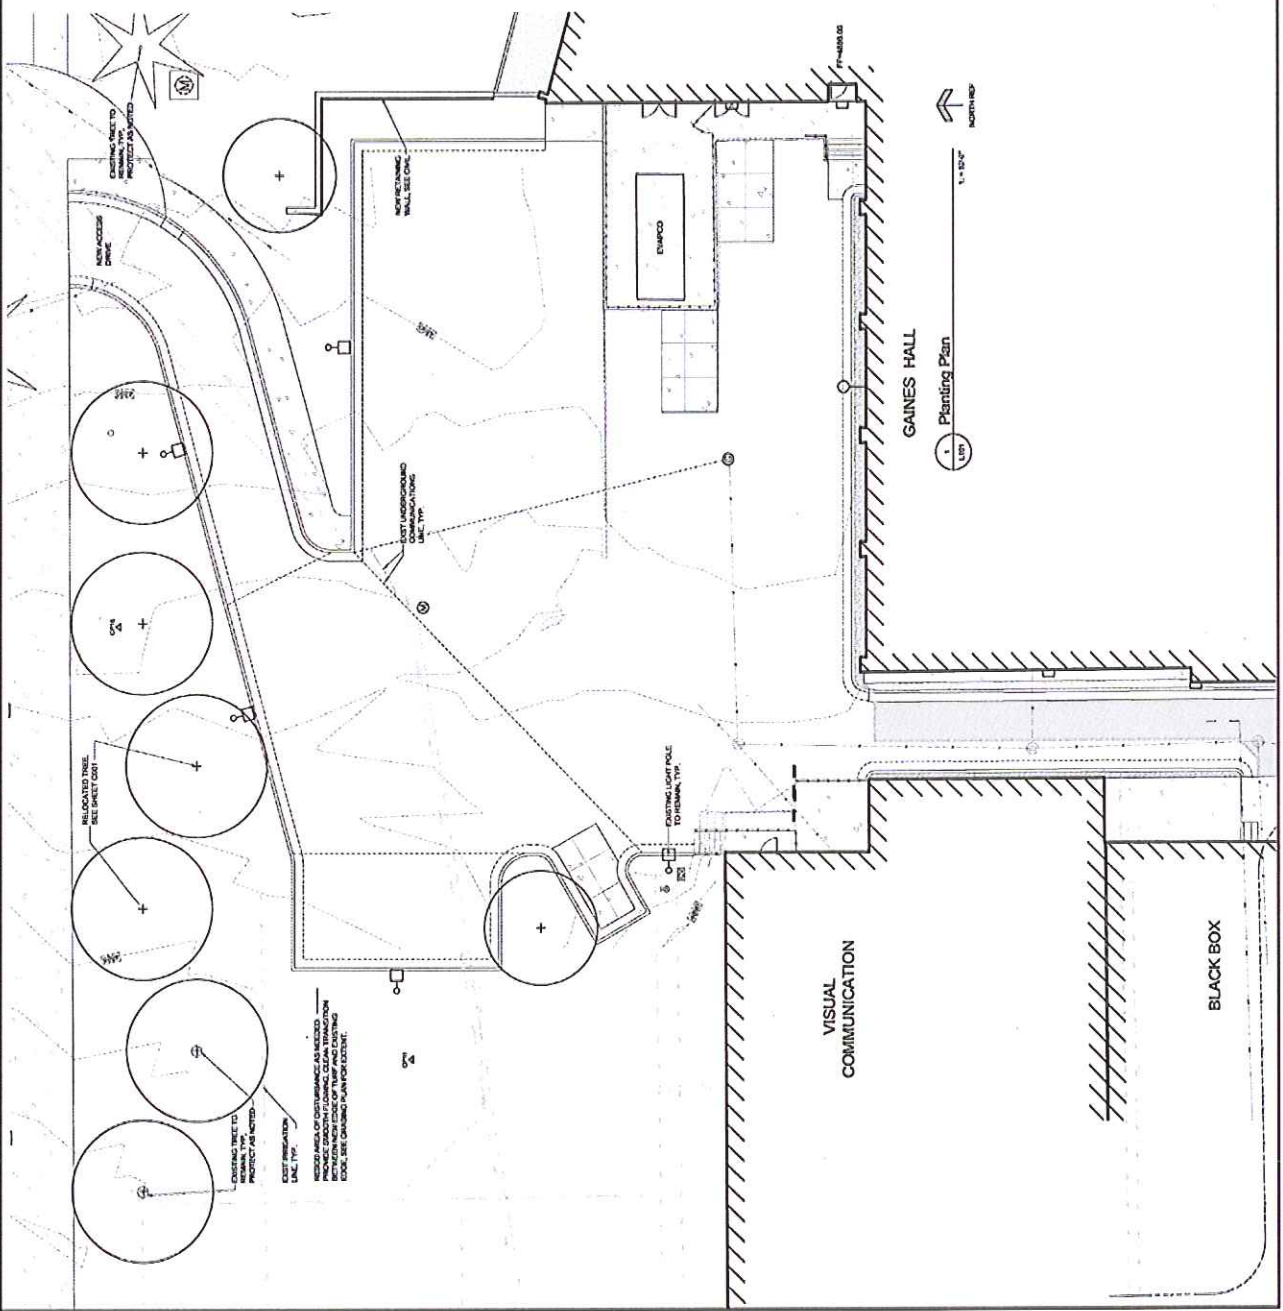 EXISTING TREE TO
REMAIN, TYP.
PROTECT AS NOTED
NEW ACCESS
DRIVE
NEW RETAINING
WALL, SEE CIVIL
EVAPCO
EXIST UNDERGROUND
COMMUNICATIONS
LINE, TYP.
RELOCATED TREE
SEE SHEET C001
EXISTING LIGHT POLE
TO REMAIN, TYP.
EXISTING TREE TO
REMAIN, TYP.
PROTECT AS NOTED
EXIST IRRIGATION
LINE, TYP.
RESOD AREA OF DISTURBANCE AS NEEDED.
PROVIDE SMOOTH FLOWING, CLEAN TRANSITION
BETWEEN NEW EDGE OF TURF AND EXISTING
EDGE, SEE GRADING PLAN FOR EXTENT.
VISUAL
COMMUNICATION
BLACK BOX
GAINES HALL
1
L101
Planting Plan
NORTH REF
M